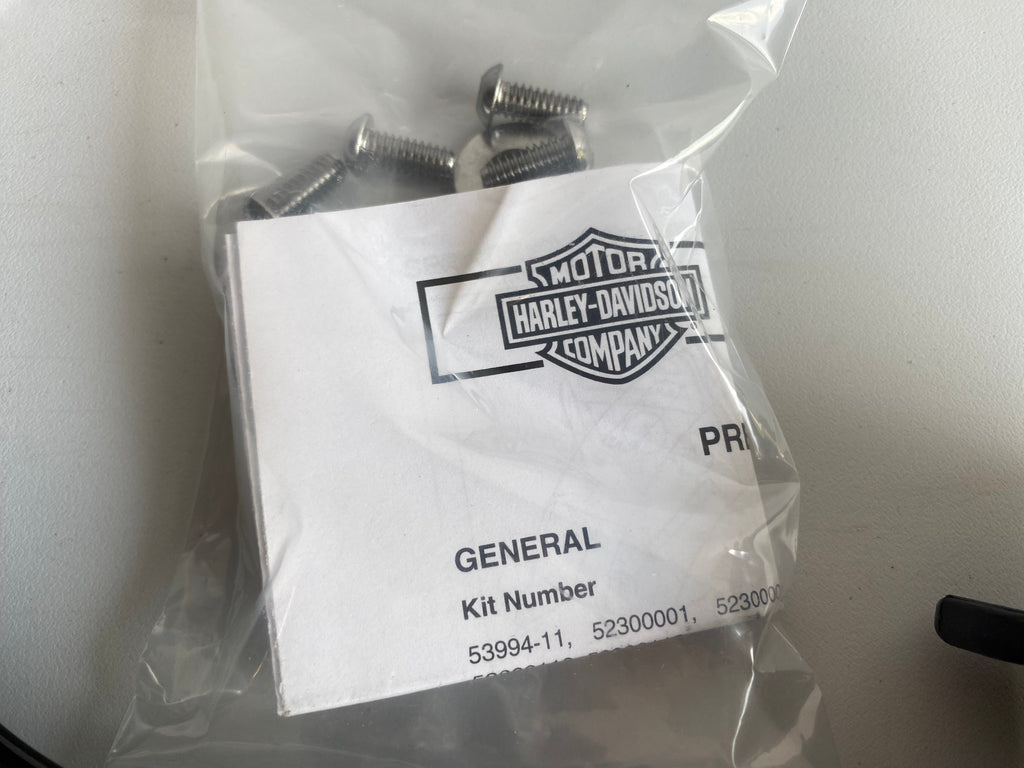 MOTOR
HARLEY-DAVIDSON
COMPANY
GENERAL
Kit Number
53994-11, 52300001,